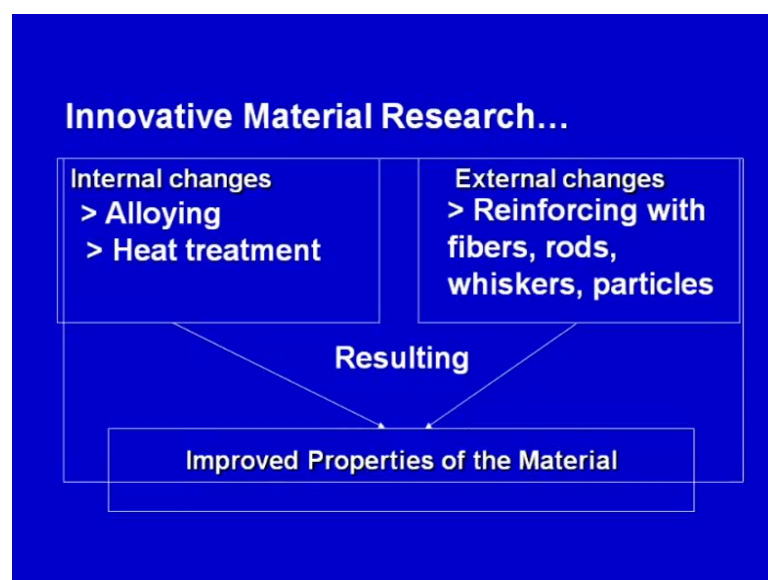 Innovative Material Research…
Internal changes
> Alloying
> Heat treatment
External changes
> Reinforcing with
fibers, rods,
whiskers, particles
Resulting
Improved Properties of the Material